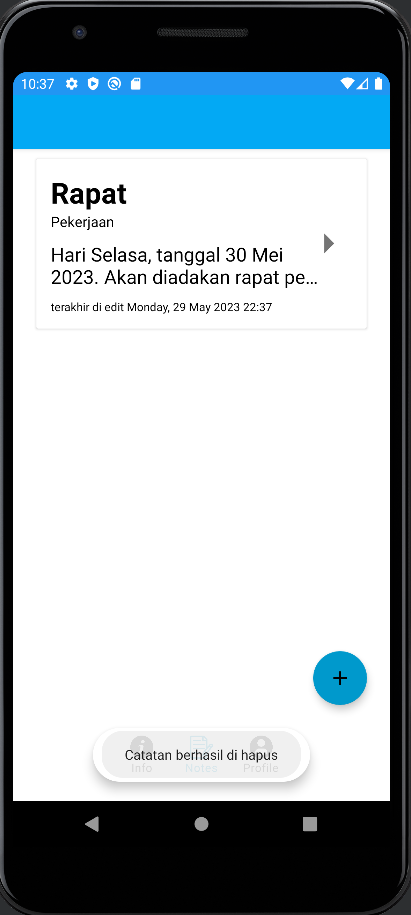 10:37
Rapat
Pekerjaan
Hari Selasa, tanggal 30 Mei
2023. Akan diadakan rapat pe...
terakhir di edit Monday, 29 May 2023 22:37
Catatan berhasil di hapus
Info Notes Profile